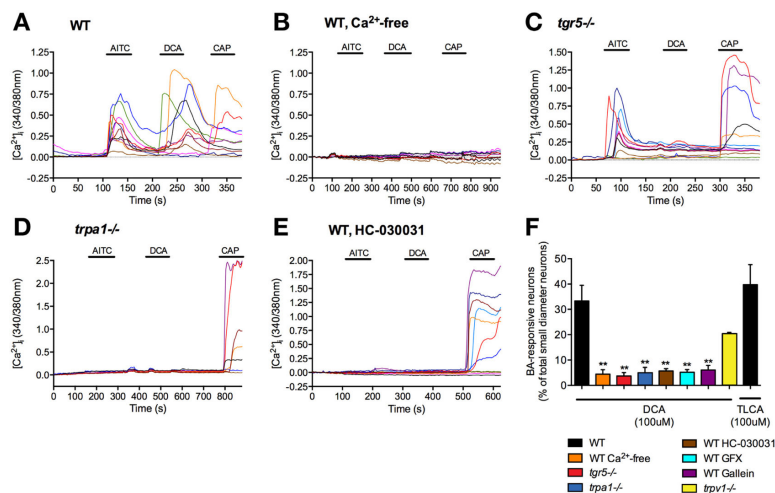 A WT
AITC DCA CAP
[Ca²⁺]i (340/380nm)
1.25
1.00
0.75
0.50
0.25
0.00
-0.25
0 50 100 150 200 250 300 350
Time (s)
B WT, Ca²⁺-free
AITC DCA CAP
[Ca²⁺]i (340/380nm)
1.25
1.00
0.75
0.50
0.25
0.00
-0.25
0 100 200 300 400 500 600 700 800 900
Time (s)
C tgr5-/-
AITC DCA CAP
[Ca²⁺]i (340/380nm)
1.50
1.25
1.00
0.75
0.50
0.25
0.00
-0.25
0 50 100 150 200 250 300 350
Time (s)
D trpa1-/-
AITC DCA CAP
[Ca²⁺]i (340/380nm)
2.5
2.0
1.5
1.0
0.5
0.0
0 100 200 300 400 500 600 700 800
Time (s)
E WT, HC-030031
AITC DCA CAP
[Ca²⁺]i (340/380nm)
2.00
1.75
1.50
1.25
1.00
0.75
0.50
0.25
0.00
-0.25
0 100 200 300 400 500 600
Time (s)
F
BA-responsive neurons
(% of total small diameter neurons)
50
40
30
20
10
0
** ** ** ** ** **
DCA
(100uM)
TLCA
(100uM)
WT
WT Ca²⁺-free
tgr5-/-
trpa1-/-
WT HC-030031
WT GFX
WT Gallein
trpv1-/-